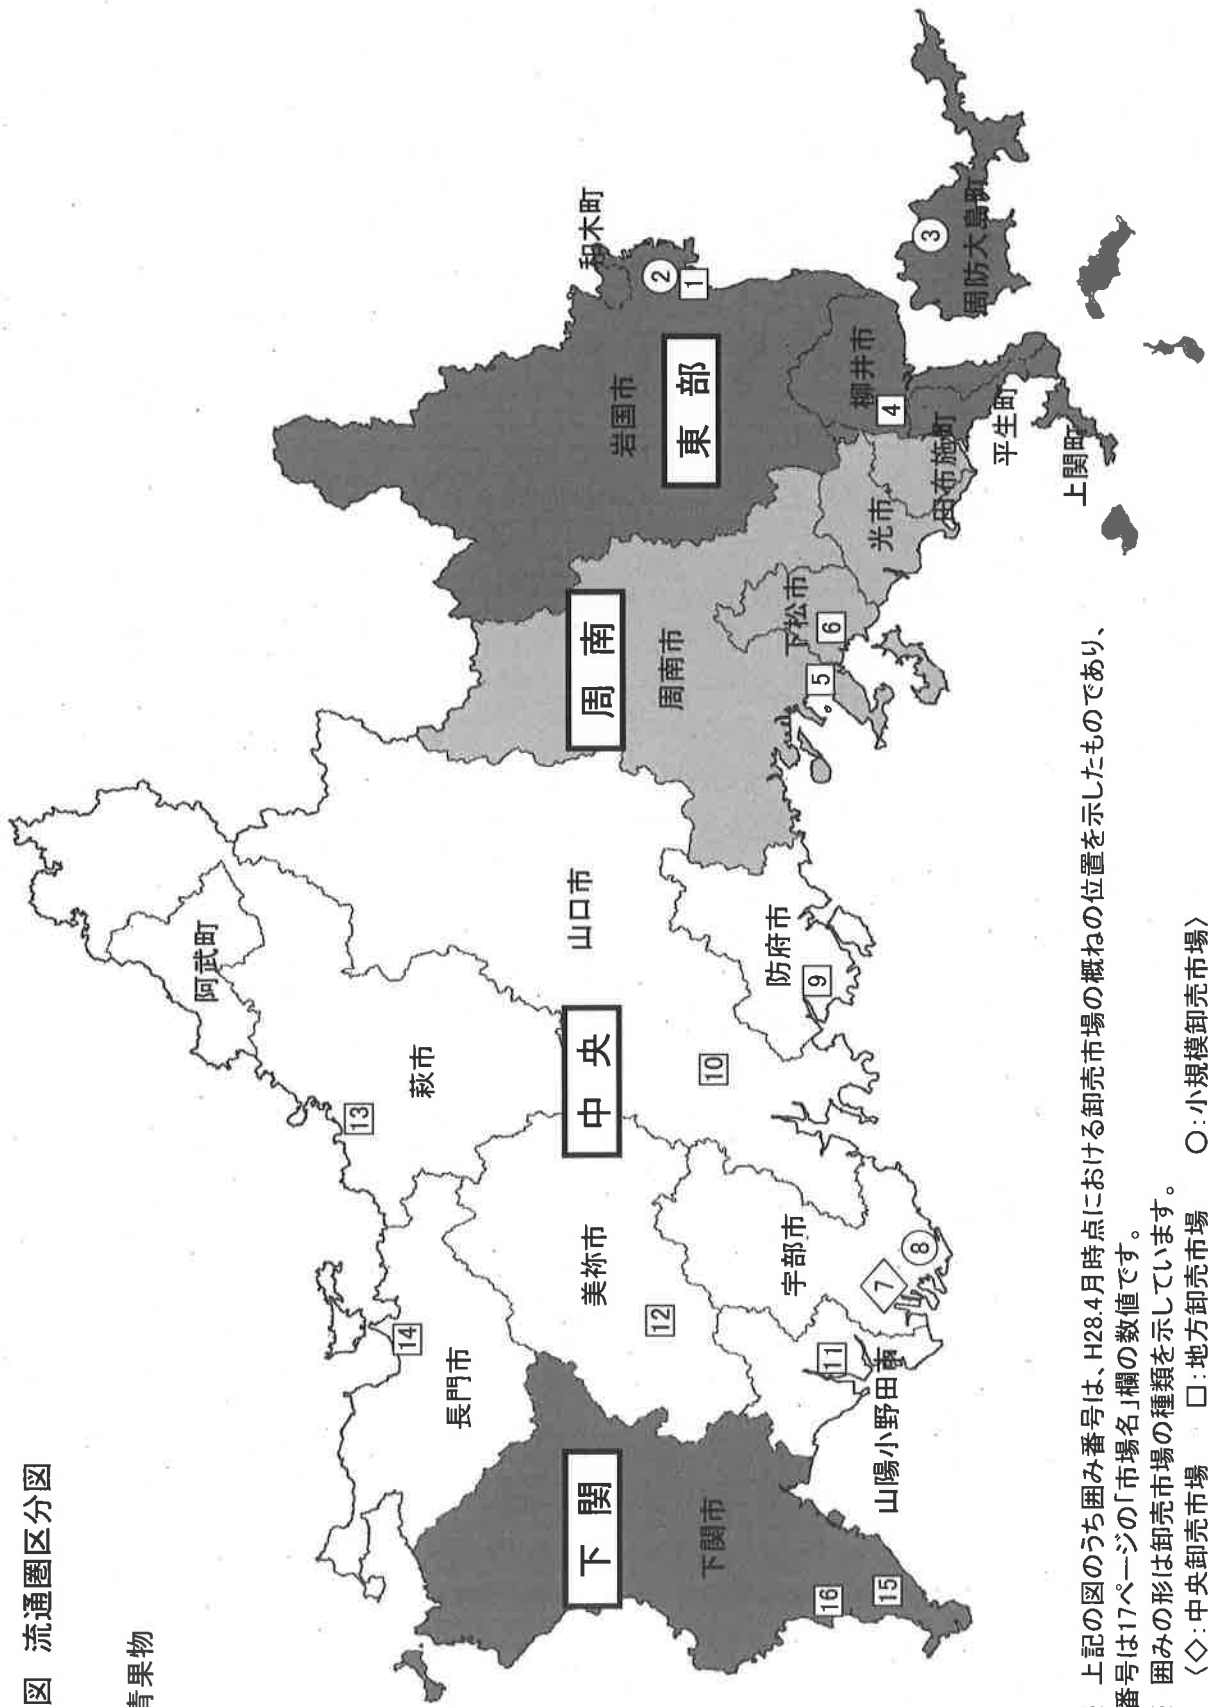 図 流通圏区分図
青果物
阿武町
萩市
13
14
長門市
山口市
中央
美祢市
12
10
下関
下関市
16
15
周南
周南市
防府市
9
宇部市
7
8
11
山陽小野田市
下松市
6
5
光市
和木町
2
1
岩国市
東部
柳井市
4
田布施町
平生町
上関町
3
周防大島町
上記の図のうち囲み番号は、H28.4月時点における卸売市場の概ねの位置を示したものであり、
番号は17ページの「市場名」欄の数値です。
囲みの形は卸売市場の種類を示しています。
〈◇:中央卸売市場 □:地方卸売市場 ○:小規模卸売市場〉